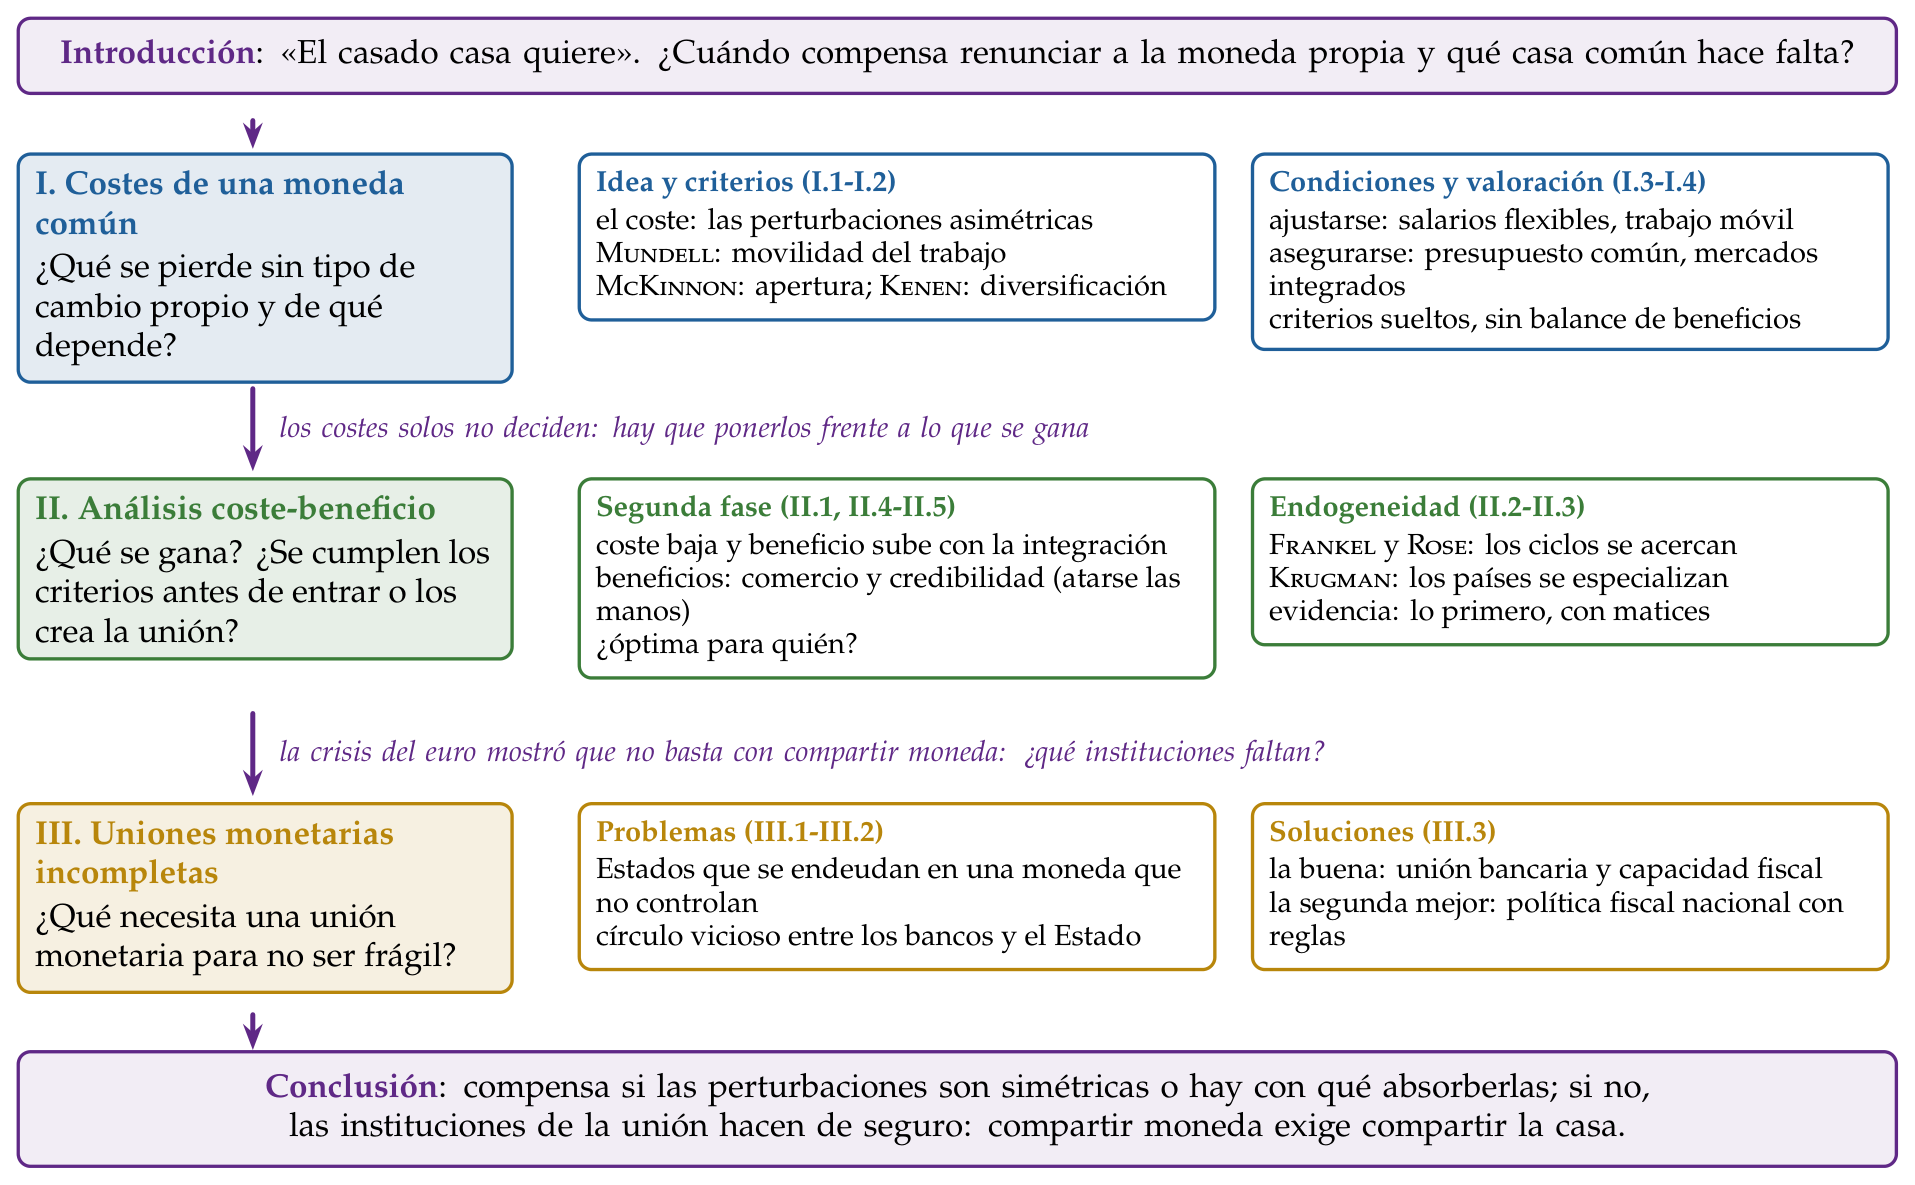 Introducción: «El casado casa quiere». ¿Cuándo compensa renunciar a la moneda propia y qué casa común hace falta?
I. Costes de una moneda
común
¿Qué se pierde sin tipo de
cambio propio y de qué
depende?
Idea y criterios (I.1-I.2)
el coste: las perturbaciones asimétricas
Mundell: movilidad del trabajo
McKinnon: apertura; Kenen: diversificación
Condiciones y valoración (I.3-I.4)
ajustarse: salarios flexibles, trabajo móvil
asegurarse: presupuesto común, mercados
integrados
criterios sueltos, sin balance de beneficios
los costes solos no deciden: hay que ponerlos frente a lo que se gana
II. Análisis coste-beneficio
¿Qué se gana? ¿Se cumplen los
criterios antes de entrar o los
crea la unión?
Segunda fase (II.1, II.4-II.5)
coste baja y beneficio sube con la integración
beneficios: comercio y credibilidad (atarse las
manos)
¿óptima para quién?
Endogeneidad (II.2-II.3)
Frankel y Rose: los ciclos se acercan
Krugman: los países se especializan
evidencia: lo primero, con matices
la crisis del euro mostró que no basta con compartir moneda: ¿qué instituciones faltan?
III. Uniones monetarias
incompletas
¿Qué necesita una unión
monetaria para no ser frágil?
Problemas (III.1-III.2)
Estados que se endeudan en una moneda que
no controlan
círculo vicioso entre los bancos y el Estado
Soluciones (III.3)
la buena: unión bancaria y capacidad fiscal
la segunda mejor: política fiscal nacional con
reglas
Conclusión: compensa si las perturbaciones son simétricas o hay con qué absorberlas; si no,
las instituciones de la unión hacen de seguro: compartir moneda exige compartir la casa.